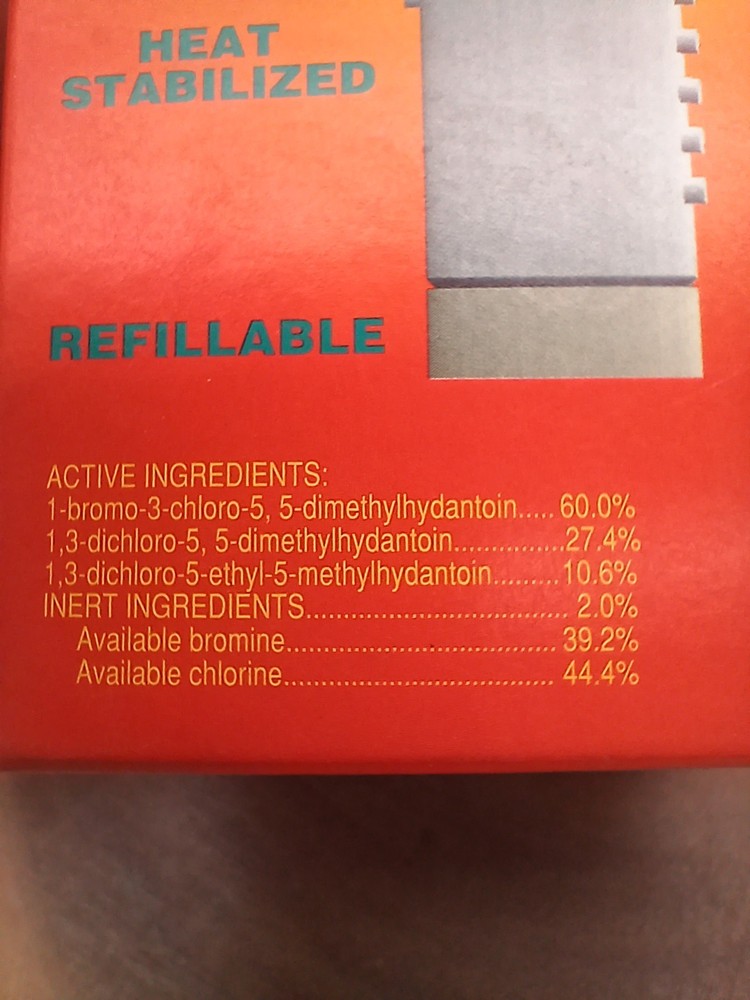 HEAT
STABILIZED
REFILLABLE
ACTIVE INGREDIENTS:
1-bromo-3-chloro-5, 5-dimethylhydantoin..... 60.0%
1,3-dichloro-5, 5-dimethylhydantoin................27.4%
1,3-dichloro-5-ethyl-5-methylhydantoin.........10.6%
INERT INGREDIENTS...................................... 2.0%
Available bromine....................................... 39.2%
Available chlorine....................................... 44.4%